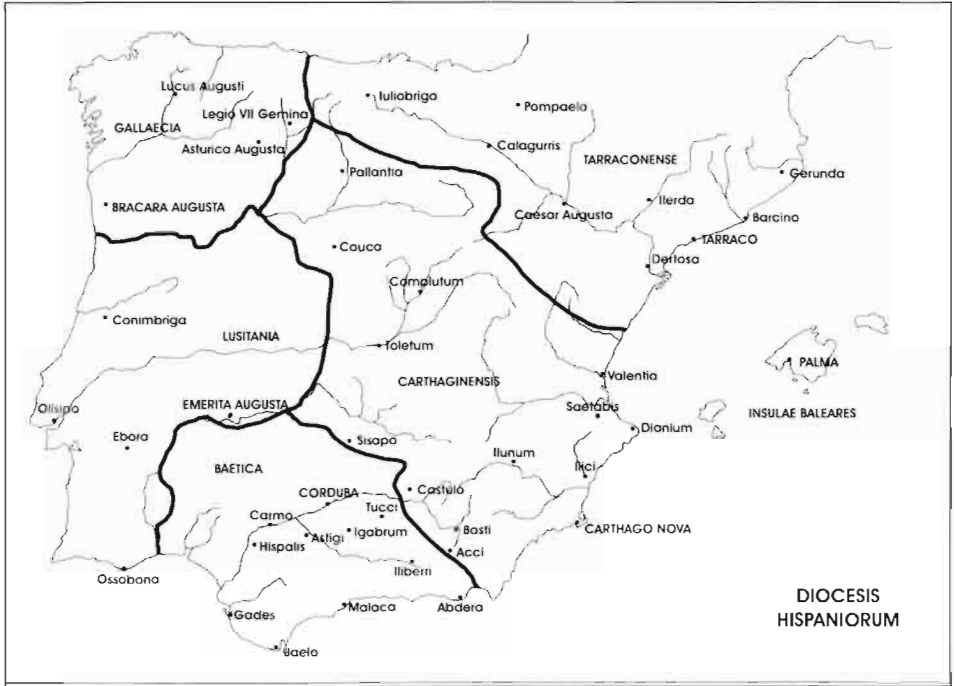 Lucus Augusti
Iuliobriga
Pompaelo
Legio VII Gemina
GALLAECIA
Asturica Augusta
Calagurris
TARRACONENSE
Pallantia
Gerunda
BRACARA AUGUSTA
Caesar Augusta
Ilerda
Barcino
TARRACO
Couca
Dertosa
Complutum
Conimbriga
LUSITANIA
Toletum
CARTHAGINENSIS
Valentia
PALMA
Olisipo
EMERITA AUGUSTA
Saetabis
INSULAE BALEARES
Dianium
Ebora
Sisapo
Ilunum
BAETICA
Ilici
Castulo
CORDUBA
Tucci
Carmo
Astigi
Igabrum
Basti
CARTHAGO NOVA
Hispalis
Acci
Iliberri
Ossobona
Gades
Malaca
Abdera
Baelo
DIOCESIS
HISPANIORUM